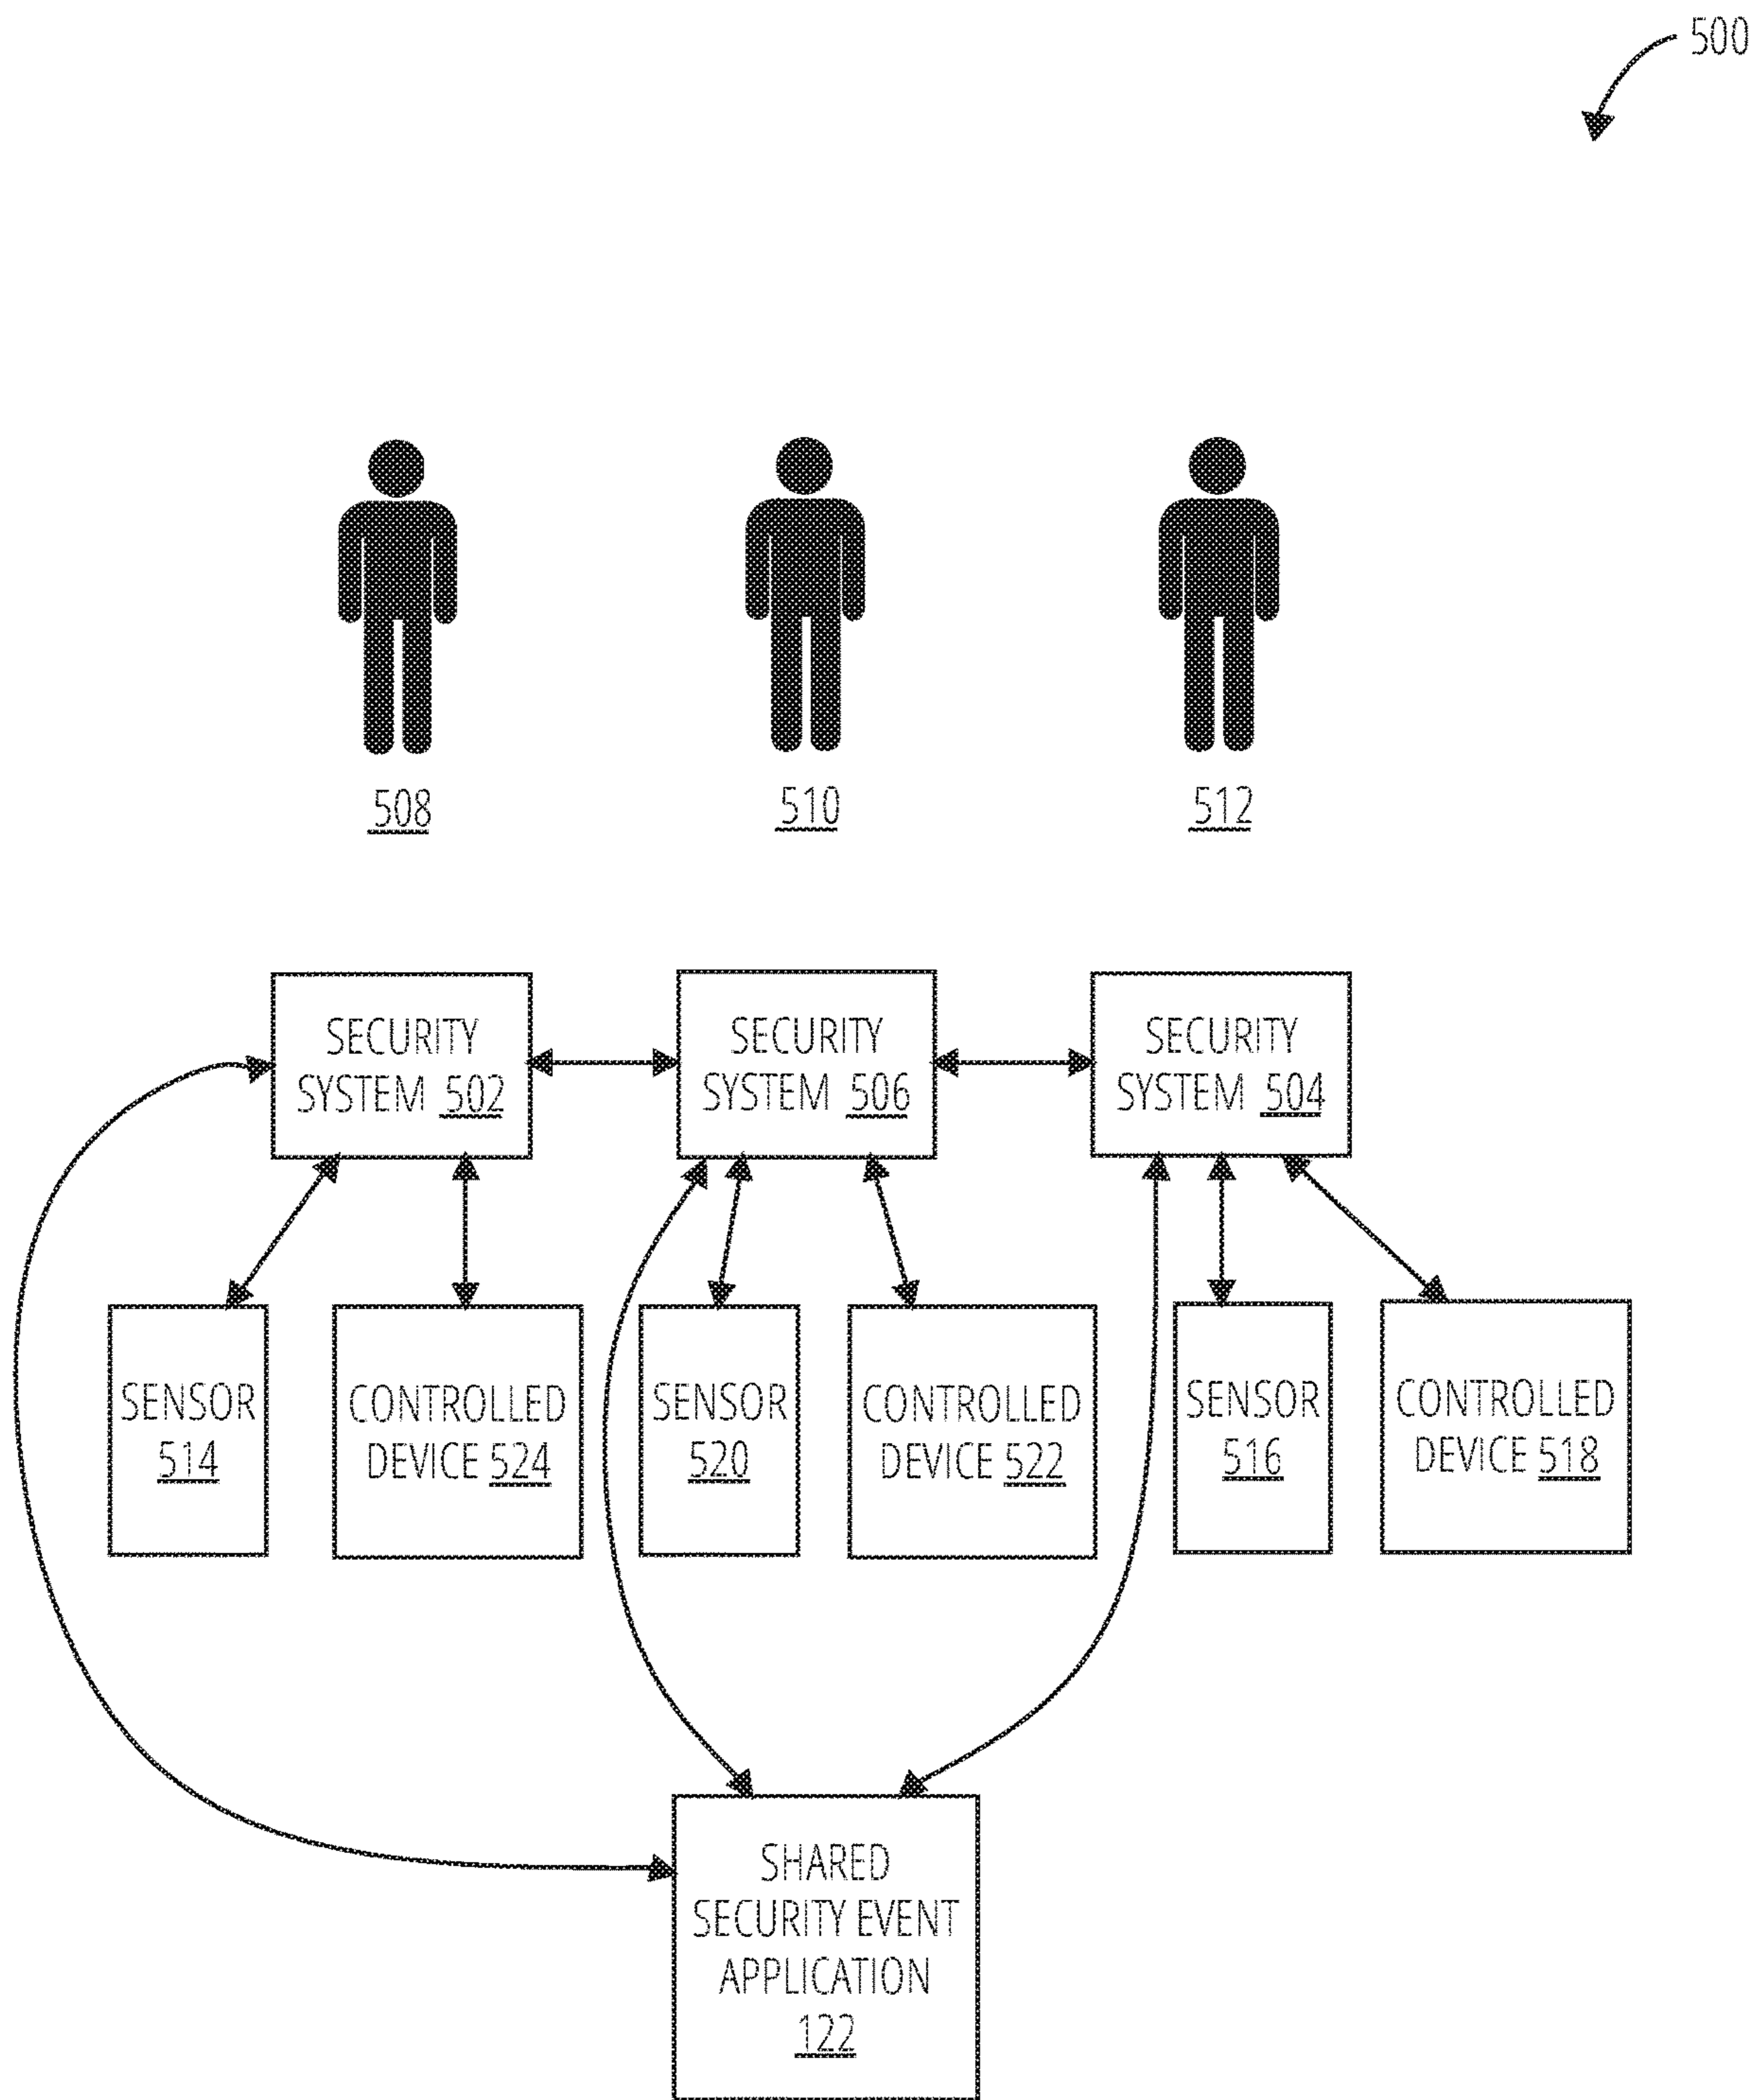 500
508
510
512
SECURITY
SYSTEM 502
SECURITY
SYSTEM 506
SECURITY
SYSTEM 504
SENSOR
514
CONTROLLED
DEVICE 524
SENSOR
520
CONTROLLED
DEVICE 522
SENSOR
516
CONTROLLED
DEVICE 518
SHARED
SECURITY EVENT
APPLICATION
122